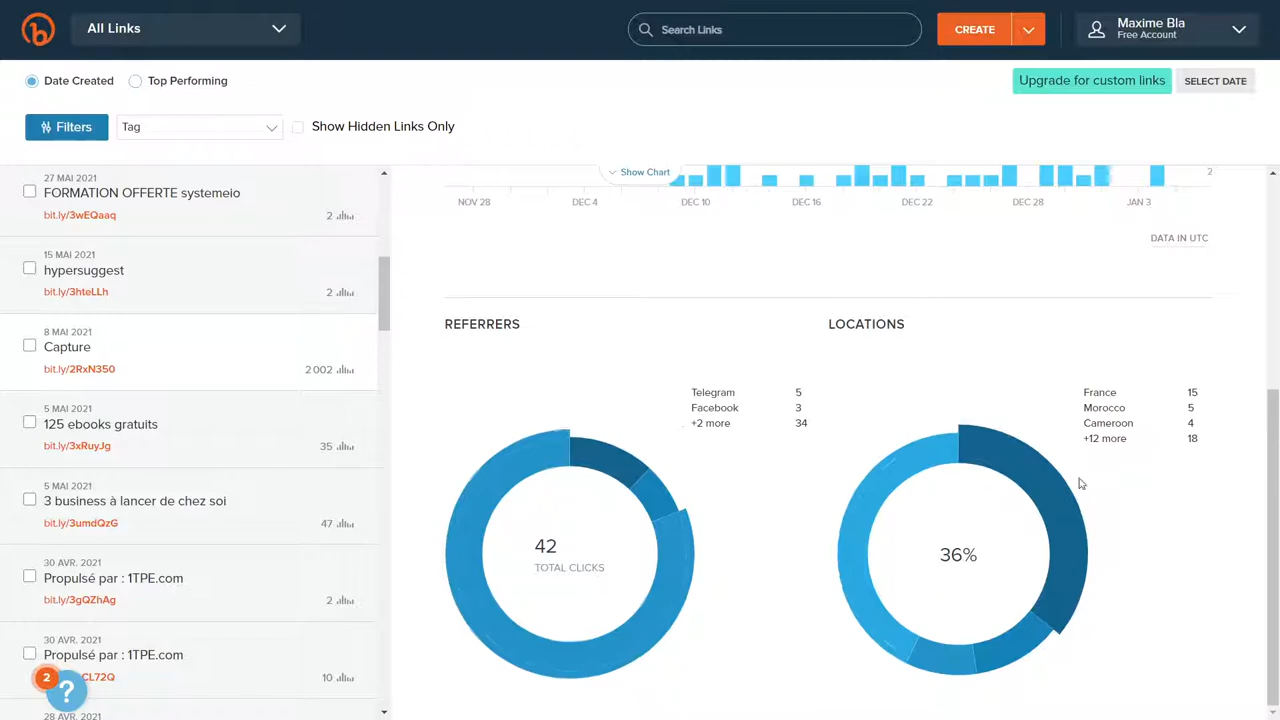 All Links
Search Links
CREATE
Maxime Bla
Free Account
Date Created
Top Performing
Upgrade for custom links
SELECT DATE
Filters
Tag
Show Hidden Links Only
27 MAI 2021
FORMATION OFFERTE systemeio
bit.ly/3wEQaaq
2
15 MAI 2021
hypersuggest
bit.ly/3hteLLh
2
8 MAI 2021
Capture
bit.ly/2RxN350
2 002
5 MAI 2021
125 ebooks gratuits
bit.ly/3xRuyJg
35
5 MAI 2021
3 business à lancer de chez soi
bit.ly/3umdQzG
47
30 AVR. 2021
Propulsé par : 1TPE.com
bit.ly/3gQZhAg
2
30 AVR. 2021
Propulsé par : 1TPE.com
CL72Q
10
2
?
28 AVR. 2021
Show Chart
2
NOV 28 DEC 4 DEC 10 DEC 16 DEC 22 DEC 28 JAN 3
DATA IN UTC
REFERRERS
Telegram 5
Facebook 3
+2 more 34
42
TOTAL CLICKS
LOCATIONS
France 15
Morocco 5
Cameroon 4
+12 more 18
36%